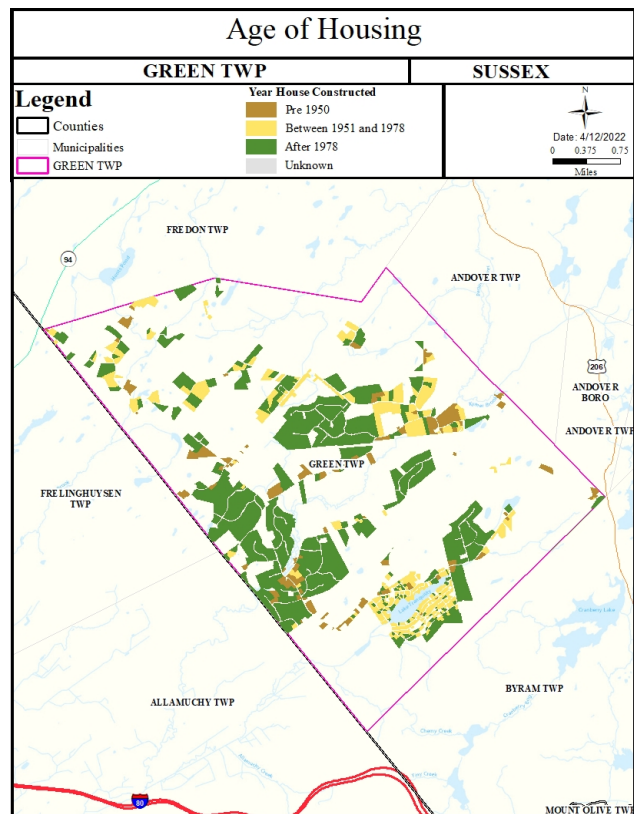 Age of Housing
GREEN TWP
SUSSEX
Legend
Counties
Municipalities
GREEN TWP
Year House Constructed
Pre 1950
Between 1951 and 1978
After 1978
Unknown
N
Date: 4/12/2022
0 0.375 0.75
Miles
FREDON TWP
94
ANDOVER TWP
206
ANDOVER
BORO
ANDOVER TWP
GREEN TWP
FRELINGHUYSEN
TWP
Cranberry Lake
BYRAM TWP
ALLAMUCHY TWP
80
MOUNT OLIVE TWP